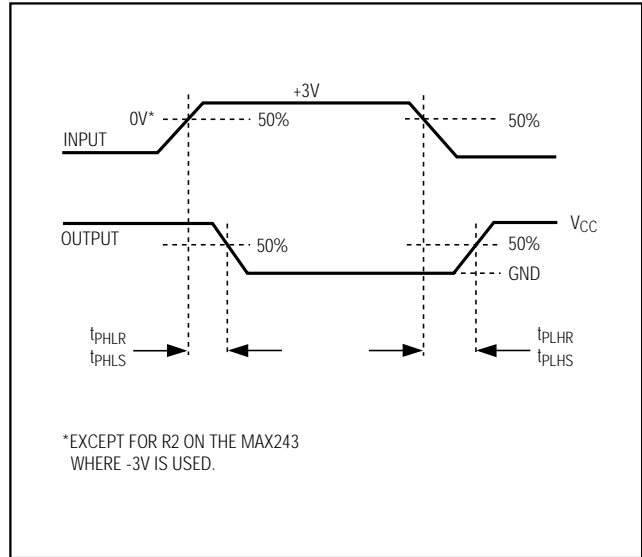 +3V
0V*
50%
50%
INPUT
OUTPUT
VCC
50%
50%
GND
tPHLR
tPHLS
tPLHR
tPLHS
*EXCEPT FOR R2 ON THE MAX243
WHERE -3V IS USED.